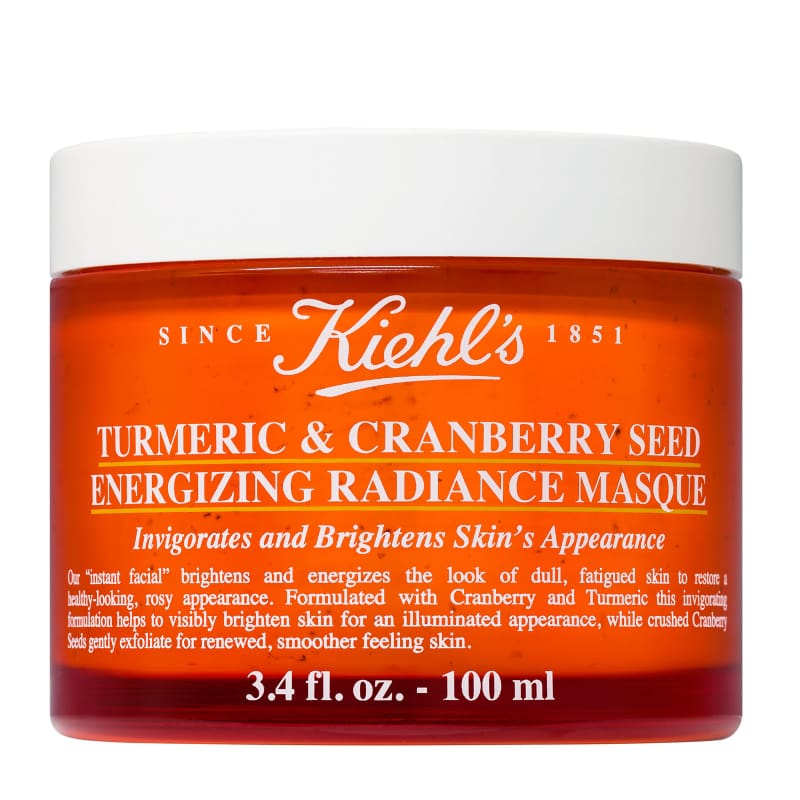 SINCE Kiehl's 1851
TURMERIC & CRANBERRY SEED
ENERGIZING RADIANCE MASQUE
Invigorates and Brightens Skin's Appearance
Our "instant facial" brightens and energizes the look of dull, fatigued skin to restore a
healthy-looking, rosy appearance. Formulated with Cranberry and Turmeric this invigorating
formulation helps to visibly brighten skin for an illuminated appearance, while crushed Cranberry
Seeds gently exfoliate for renewed, smoother feeling skin.
3.4 fl. oz. - 100 ml